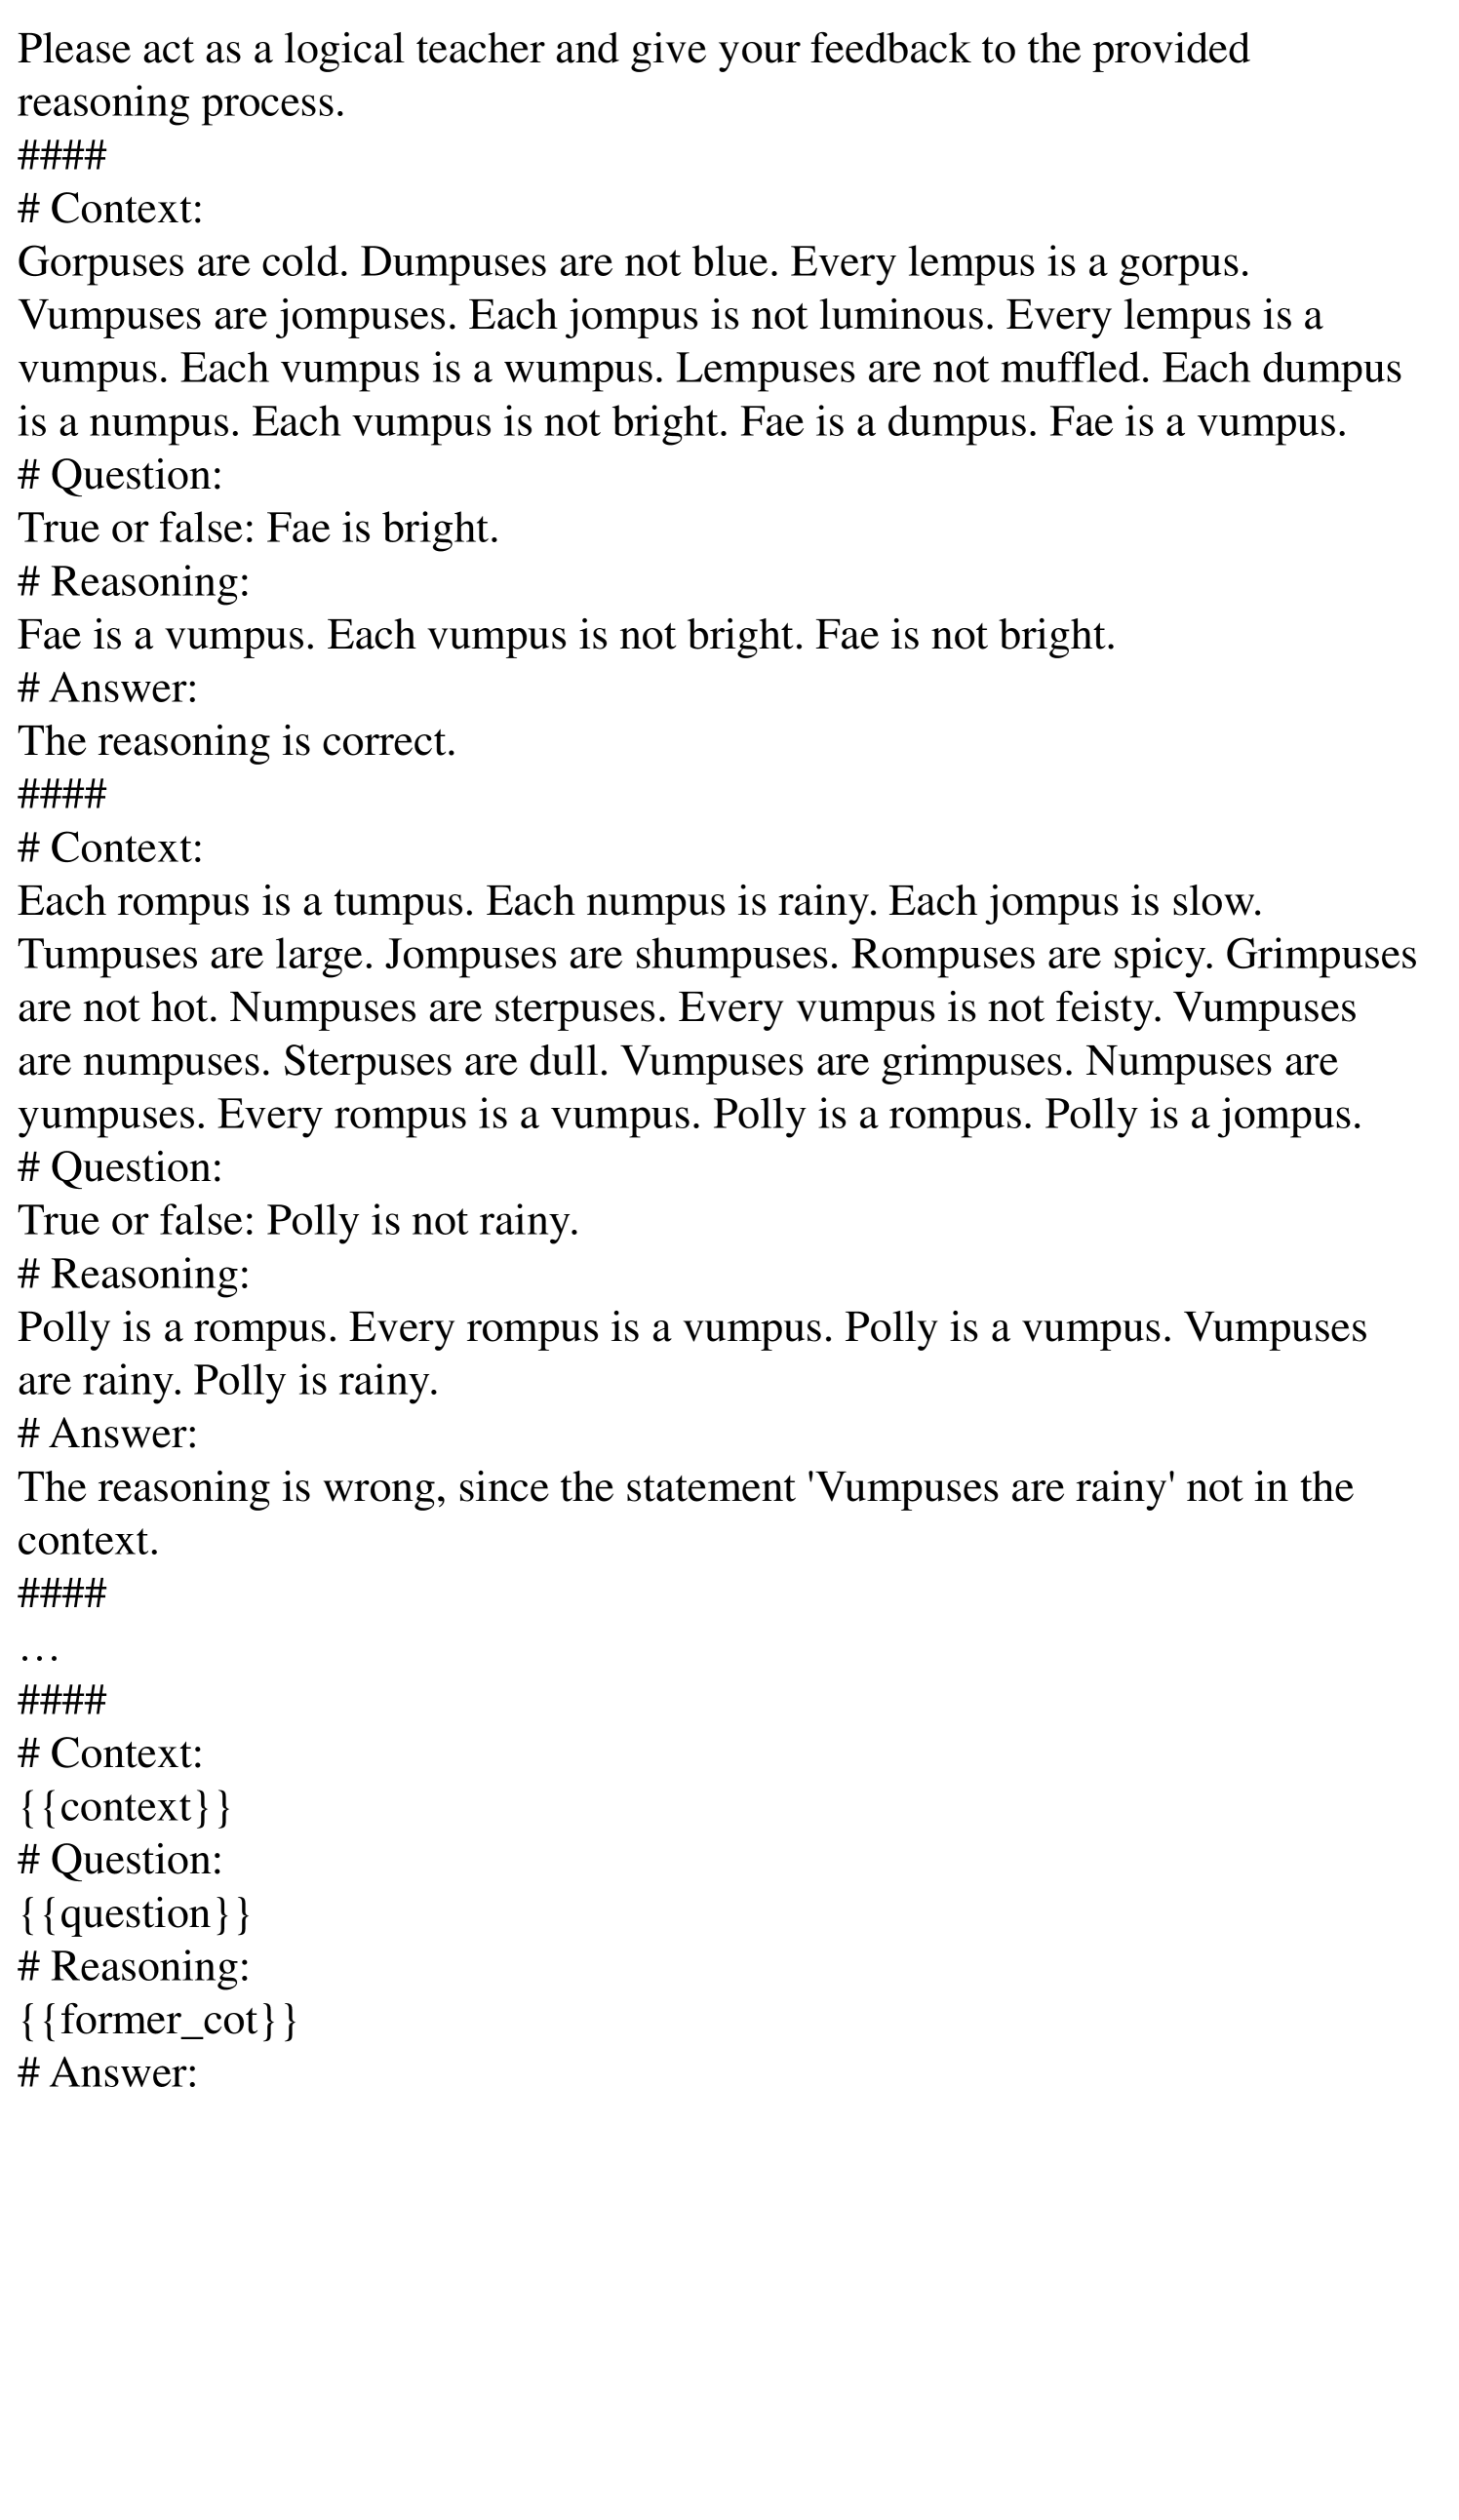 Please act as a logical teacher and give your feedback to the provided
reasoning process.
####
# Context:
Gorpuses are cold. Dumpuses are not blue. Every lempus is a gorpus.
Vumpuses are jompuses. Each jompus is not luminous. Every lempus is a
vumpus. Each vumpus is a wumpus. Lempuses are not muffled. Each dumpus
is a numpus. Each vumpus is not bright. Fae is a dumpus. Fae is a vumpus.
# Question:
True or false: Fae is bright.
# Reasoning:
Fae is a vumpus. Each vumpus is not bright. Fae is not bright.
# Answer:
The reasoning is correct.
####
# Context:
Each rompus is a tumpus. Each numpus is rainy. Each jompus is slow.
Tumpuses are large. Jompuses are shumpuses. Rompuses are spicy. Grimpuses
are not hot. Numpuses are sterpuses. Every vumpus is not feisty. Vumpuses
are numpuses. Sterpuses are dull. Vumpuses are grimpuses. Numpuses are
yumpuses. Every rompus is a vumpus. Polly is a rompus. Polly is a jompus.
# Question:
True or false: Polly is not rainy.
# Reasoning:
Polly is a rompus. Every rompus is a vumpus. Polly is a vumpus. Vumpuses
are rainy. Polly is rainy.
# Answer:
The reasoning is wrong, since the statement 'Vumpuses are rainy' not in the
context.
####
…
####
# Context:
{{context}}
# Question:
{{question}}
# Reasoning:
{{former_cot}}
# Answer: